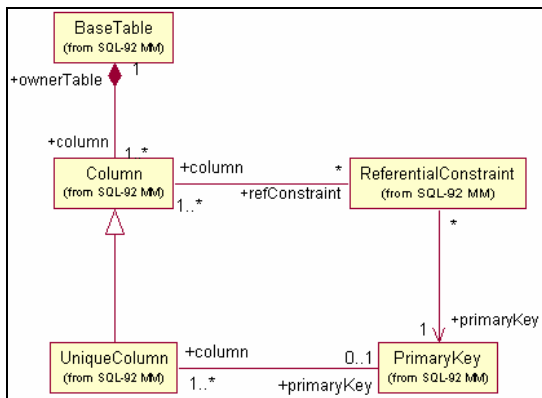 BaseTable
(from SQL-92 MM)
1
+ownerTable
+column
1..*
Column
(from SQL-92 MM)
+column
1..*
*
+refConstraint
ReferentialConstraint
(from SQL-92 MM)
*
+primaryKey
1
UniqueColumn
(from SQL-92 MM)
+column
1..*
0..1
+primaryKey
PrimaryKey
(from SQL-92 MM)